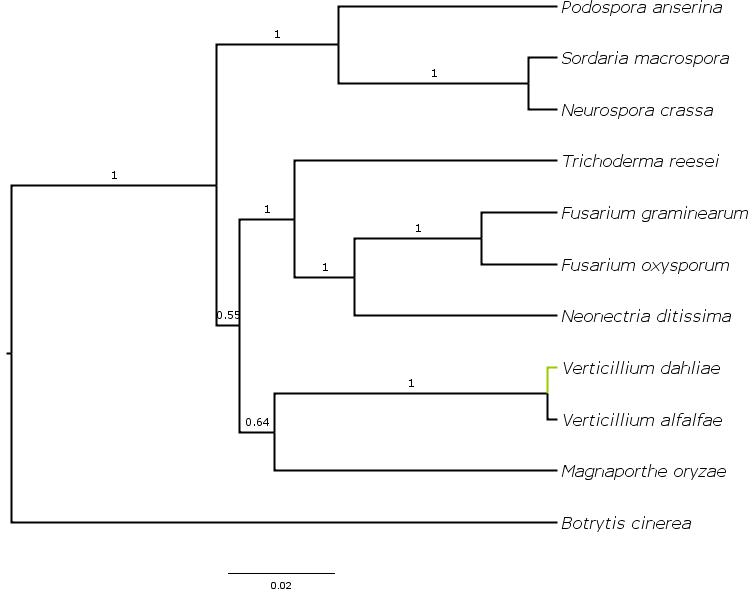 Podospora anserina
1
Sordaria macrospora
1
Neurospora crassa
Trichoderma reesei
1
1
Fusarium graminearum
1
Fusarium oxysporum
1
0.55
Neonectria ditissima
Verticillium dahliae
1
Verticillium alfalfae
0.64
Magnaporthe oryzae
Botrytis cinerea
0.02